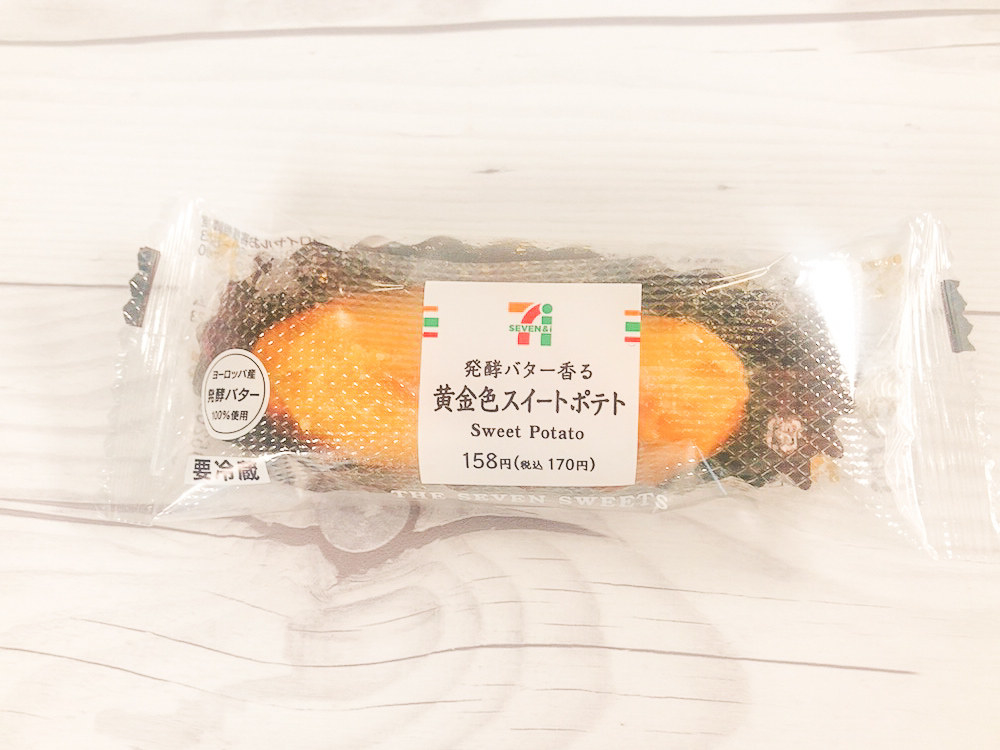 SEVEN&i
発酵バター香る
黄金色スイートポテト
Sweet Potato
158円(税込 170円)
ヨーロッパ産
発酵バター
100%使用
要冷蔵
THE SEVEN SWEETS